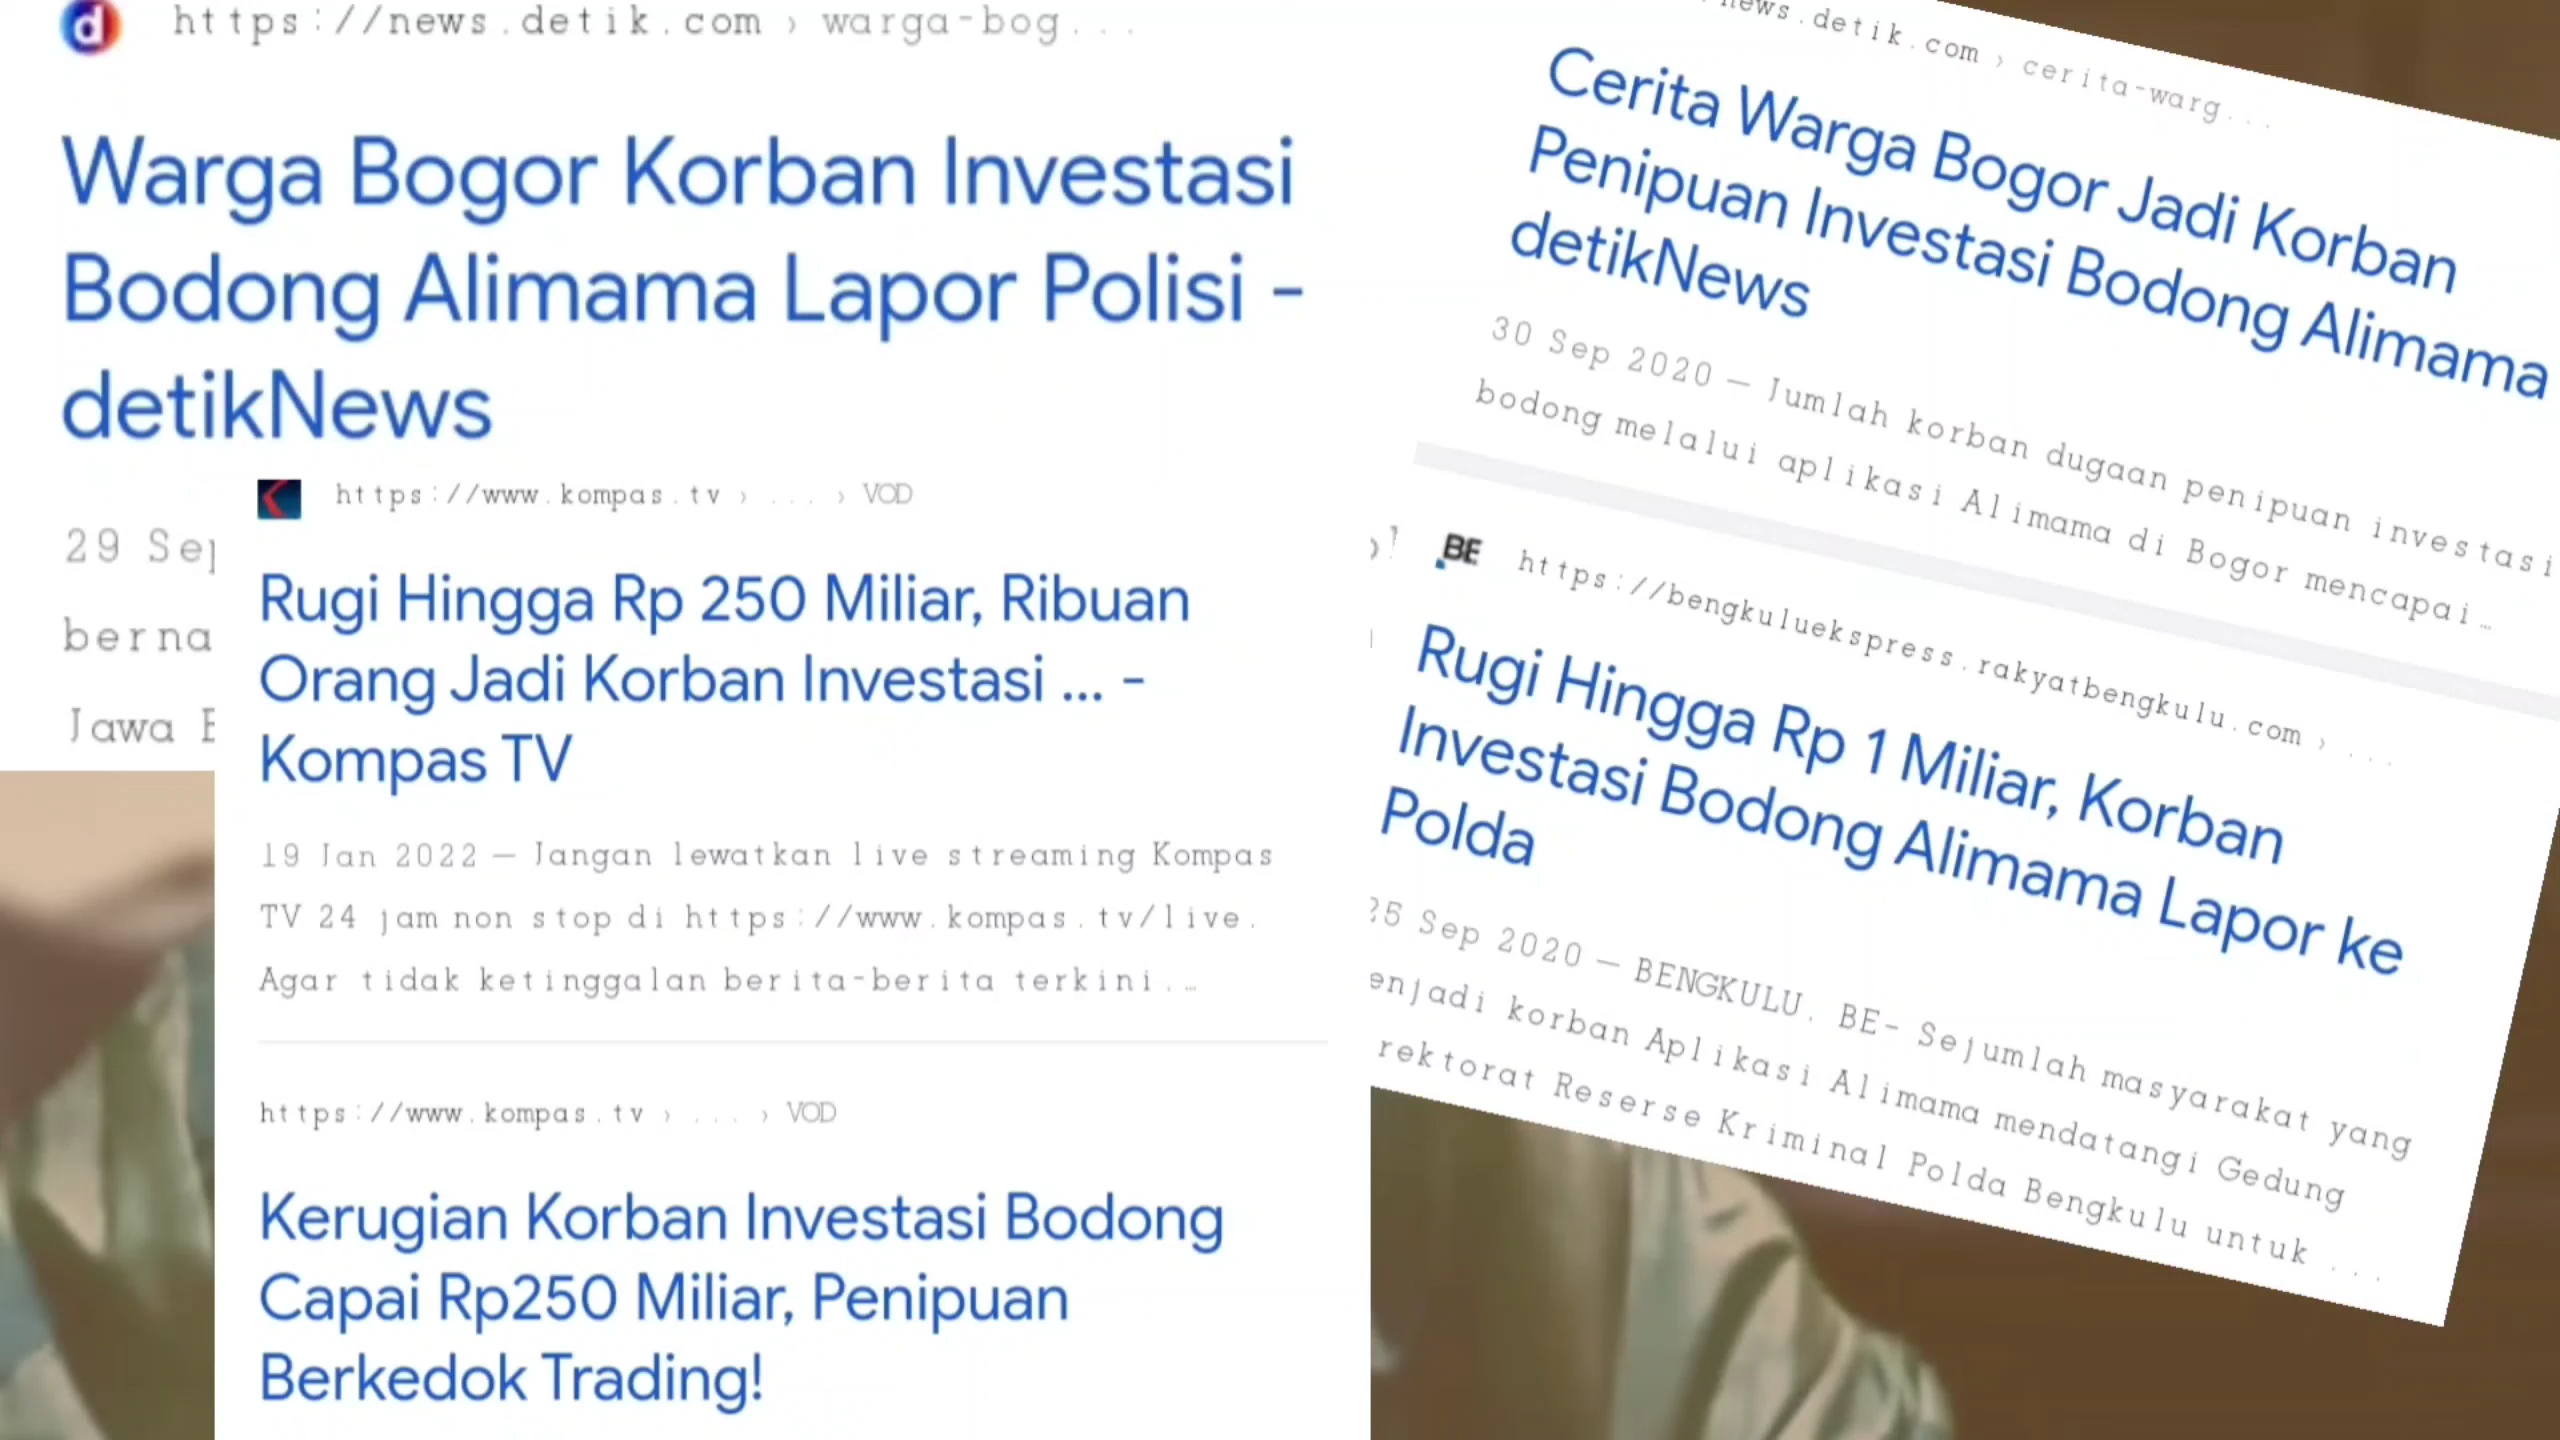 https://news.detik.com › warga-bog...
Warga Bogor Korban Investasi
Bodong Alimama Lapor Polisi -
detikNews
29
Jawa
https://www.kompas.tv › ... › VOD
Rugi Hingga Rp 250 Miliar, Ribuan
Orang Jadi Korban Investasi ... -
Kompas TV
19 Jan 2022 — Jangan lewatkan live streaming Kompas
TV 24 jam non stop di https://www.kompas.tv/live.
Agar tidak ketinggalan berita-berita terkini. ...
https://www.kompas.tv › ... › VOD
Kerugian Korban Investasi Bodong
Capai Rp250 Miliar, Penipuan
Berkedok Trading!
news.detik.com › cerita-warg...
Cerita Warga Bogor Jadi Korban
Penipuan Investasi Bodong Alimama
detikNews
30 Sep 2020 — Jumlah korban dugaan penipuan investasi
bodong melalui aplikasi Alimama di Bogor mencapai ...
BE https://bengkuluekspress.rakyatbengkulu.com › ...
Rugi Hingga Rp 1 Miliar, Korban
Investasi Bodong Alimama Lapor ke
Polda
25 Sep 2020 — BENGKULU, BE- Sejumlah masyarakat yang
enjadi korban Aplikasi Alimama mendatangi Gedung
rektorat Reserse Kriminal Polda Bengkulu untuk ...